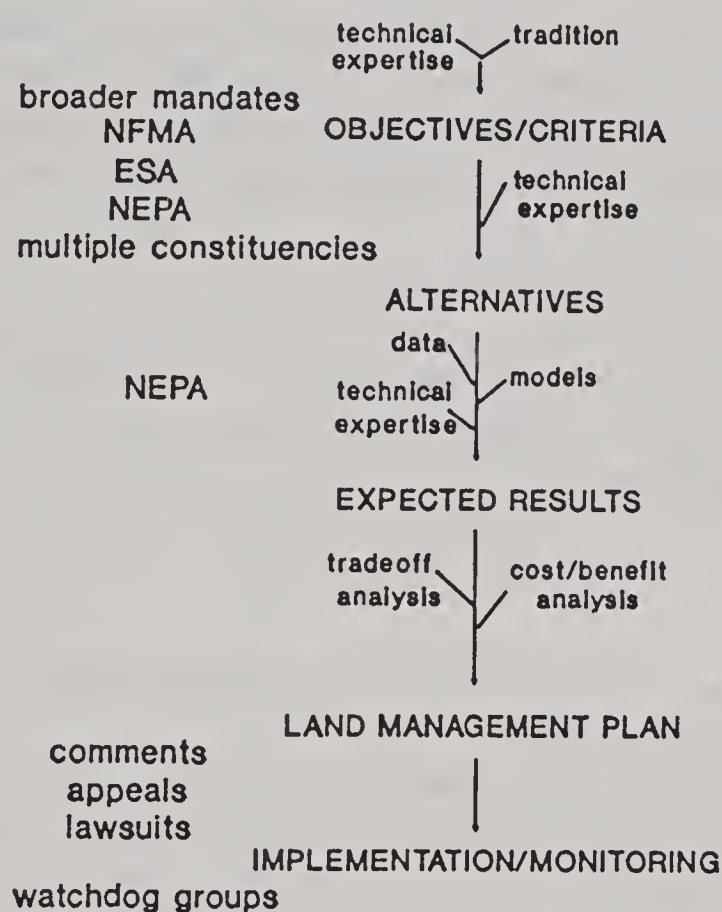 technical tradition
expertise
broader mandates
NFMA OBJECTIVES/CRITERIA
ESA
technical
expertise
NEPA
multiple constituencies
ALTERNATIVES
data
models
NEPA
technical
expertise
EXPECTED RESULTS
tradeoff
analysis
cost/benefit
analysis
LAND MANAGEMENT PLAN
comments
appeals
lawsuits
IMPLEMENTATION/MONITORING
watchdog groups